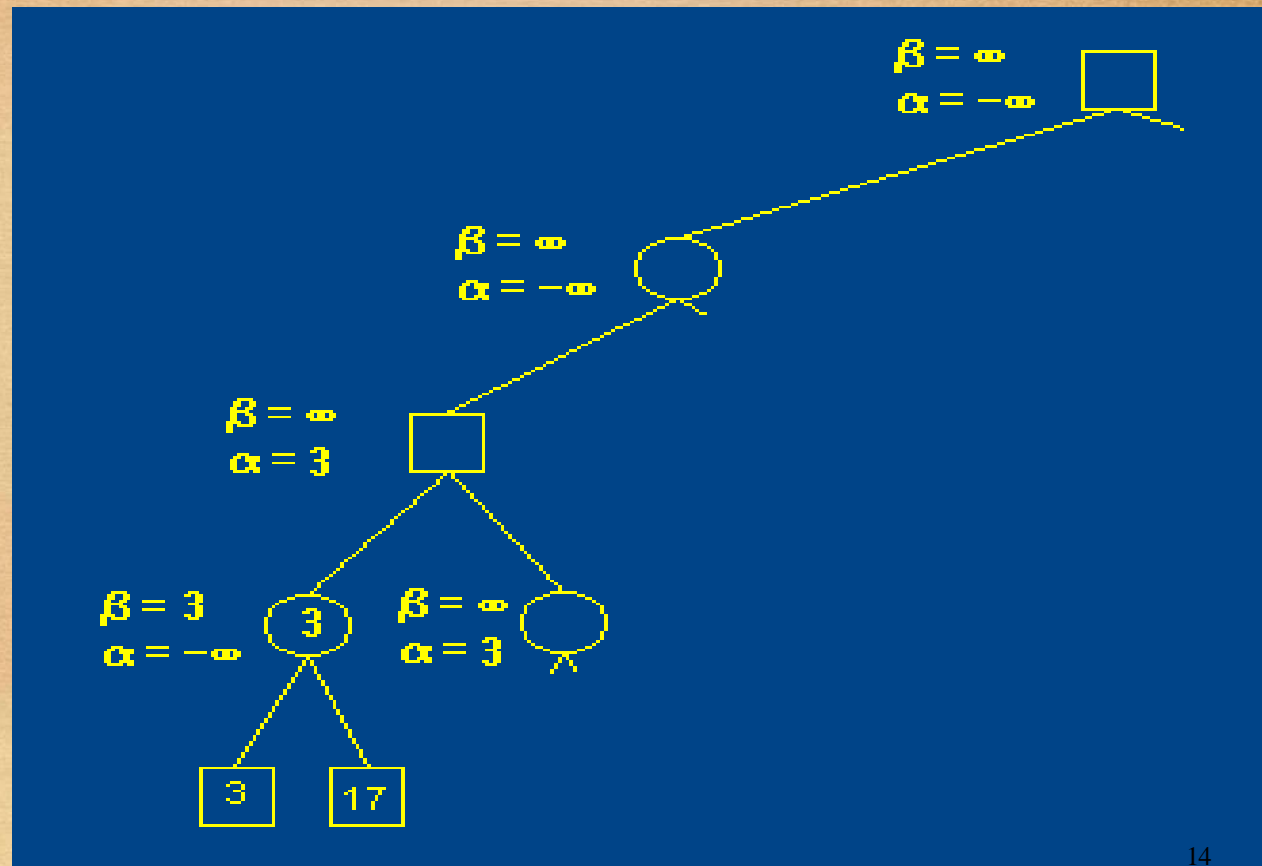 β = ∞
α = −∞
β = ∞
α = −∞
β = ∞
α = 3
β = 3
α = −∞
3
β = ∞
α = 3
3
17
14